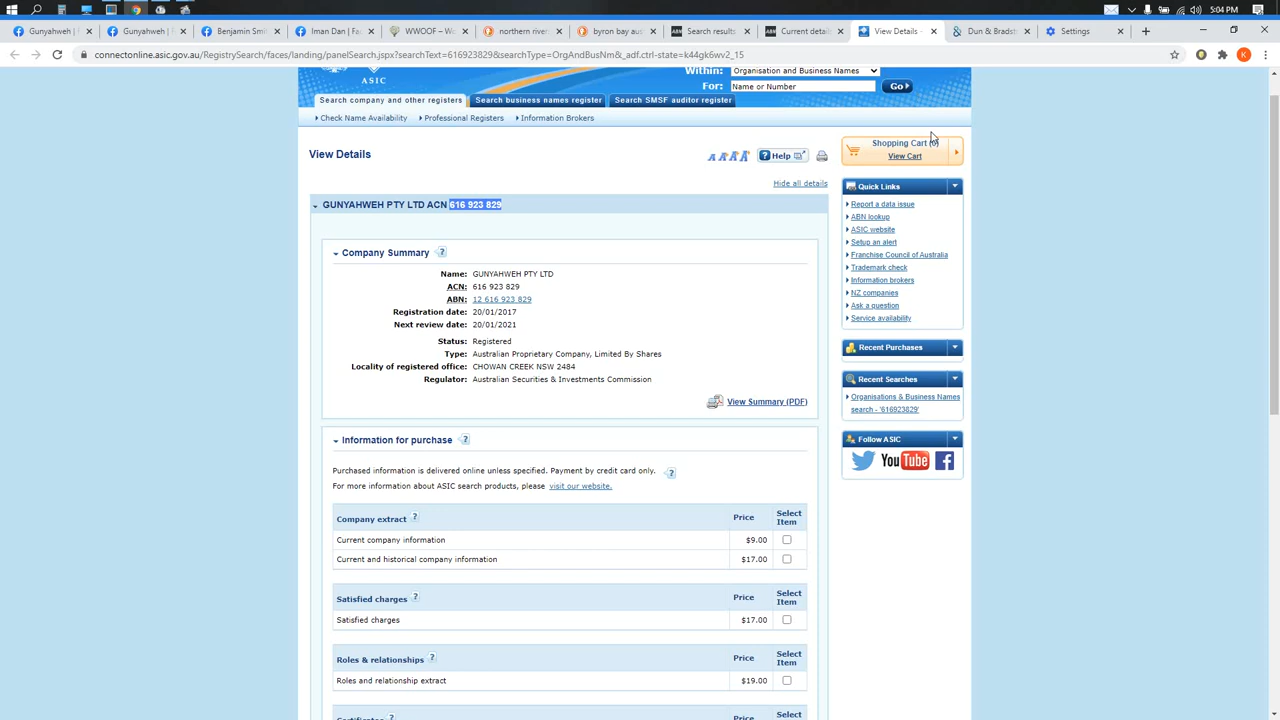 5:04 PM
Gunyahweh |
Gunyahweh |
Benjamin Smi
Iman Dan | Fa
WWOOF – Wo
northern river
byron bay aus
Search results
Current details
View Details -
Dun & Bradst
Settings
connectonline.asic.gov.au/RegistrySearch/faces/landing/panelSearch.jspx?searchText=616923829&searchType=OrgAndBusNm&_adf.ctrl-state=k44gk6wv2_15
K
ASIC
Within: Organisation and Business Names
For: Name or Number Go
Search company and other registers Search business names register Search SMSF auditor register
Check Name Availability Professional Registers Information Brokers
View Details
A A A A Help
Hide all details
GUNYAHWEH PTY LTD ACN 616 923 829
Company Summary ?
Name: GUNYAHWEH PTY LTD
ACN: 616 923 829
ABN: 12 616 923 829
Registration date: 20/01/2017
Next review date: 20/01/2021
Status: Registered
Type: Australian Proprietary Company, Limited By Shares
Locality of registered office: CHOWAN CREEK NSW 2484
Regulator: Australian Securities & Investments Commission
View Summary (PDF)
Information for purchase ?
Purchased information is delivered online unless specified. Payment by credit card only. ?
For more information about ASIC search products, please visit our website.
Company extract ? Price Select Item
Current company information $9.00
Current and historical company information $17.00
Satisfied charges ? Price Select Item
Satisfied charges $17.00
Roles & relationships ? Price Select Item
Roles and relationship extract $19.00
Certificates ? Price Select
Shopping Cart (0)
View Cart
Quick Links
Report a data issue
ABN lookup
ASIC website
Setup an alert
Franchise Council of Australia
Trademark check
Information brokers
NZ companies
Ask a question
Service availability
Recent Purchases
Recent Searches
Organisations & Business Names
search - '616923829'
Follow ASIC
YouTube